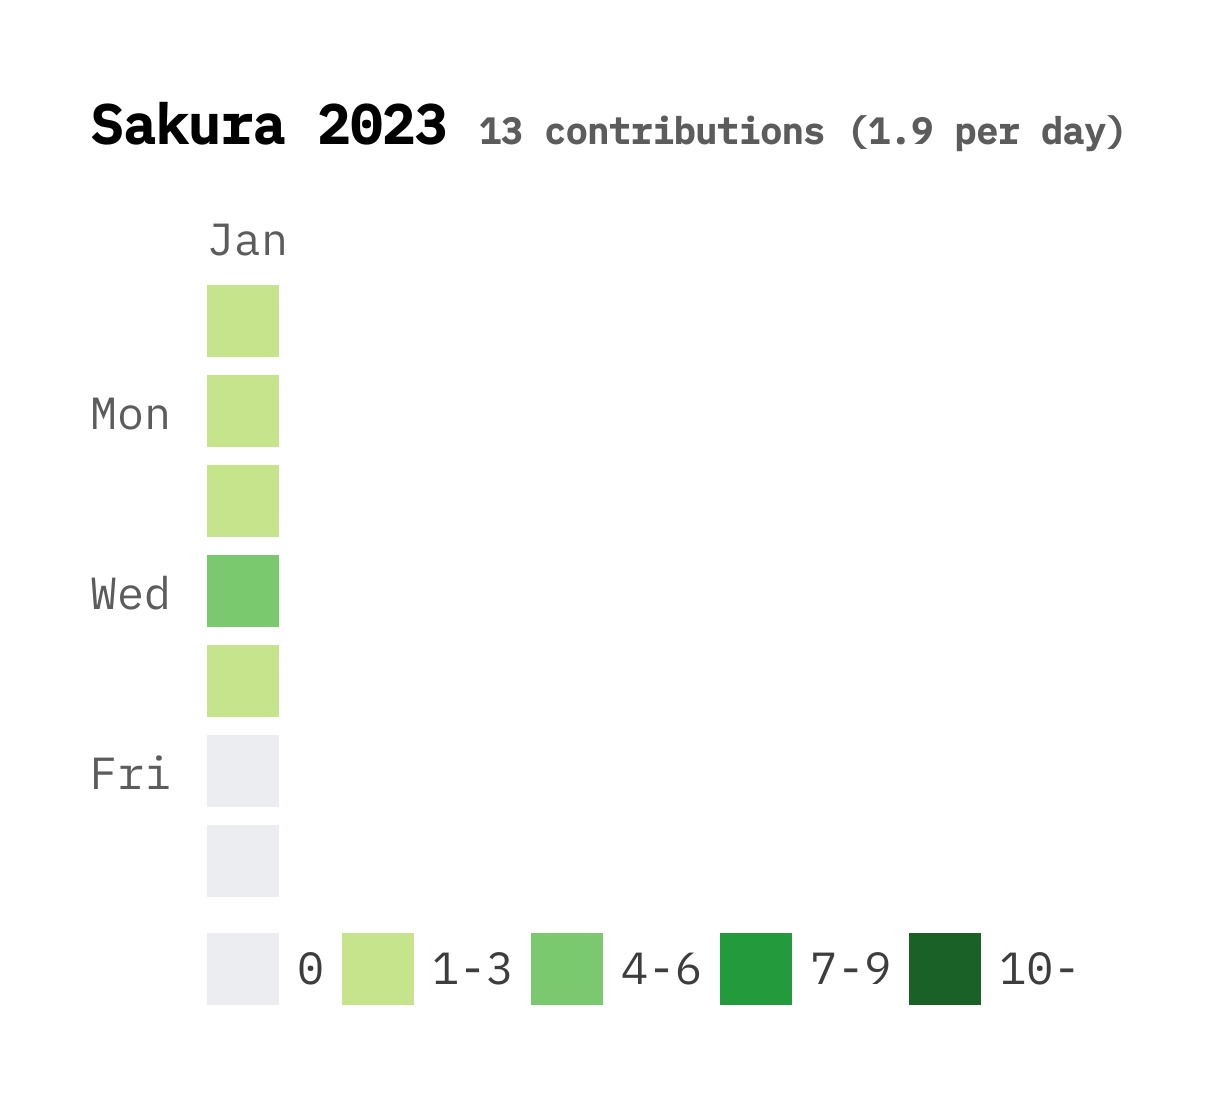 Sakura 2023 13 contributions (1.9 per day)
Jan
Mon
Wed
Fri
0 1-3 4-6 7-9 10-